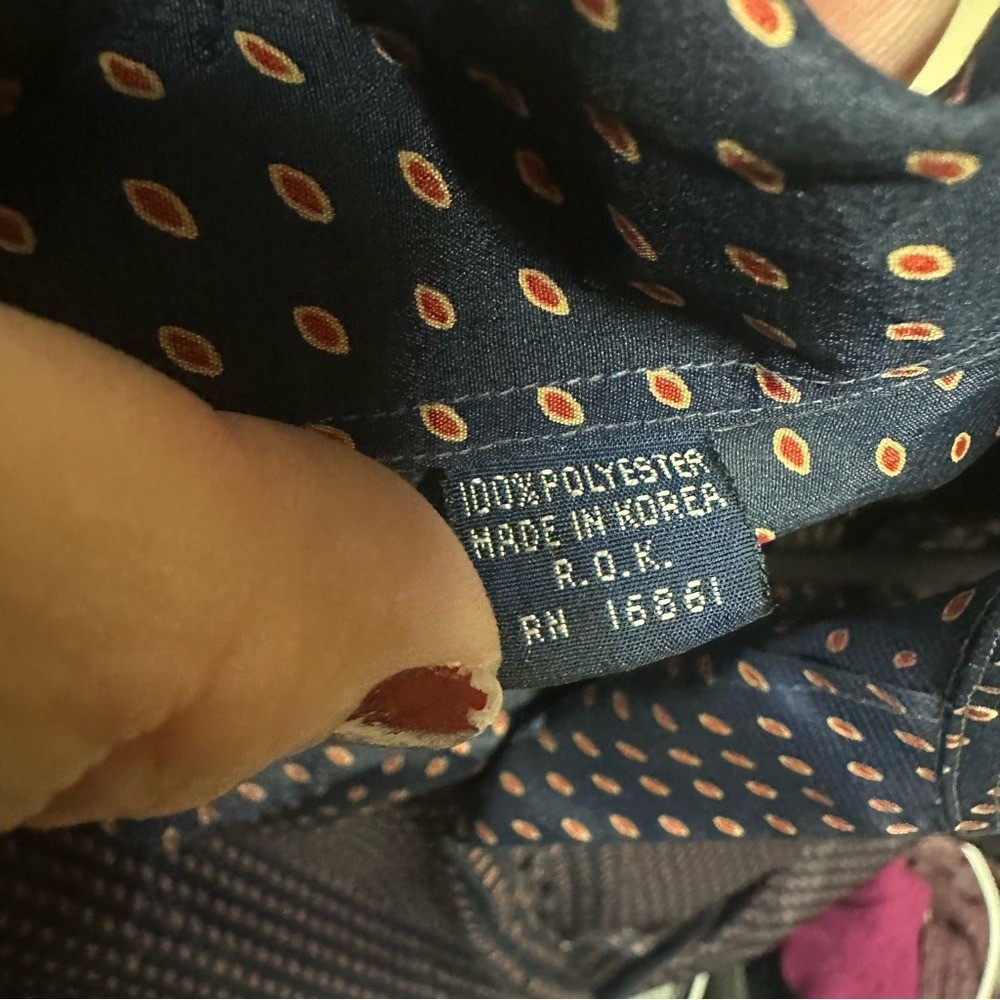 100% POLYESTER
MADE IN KOREA
R.O.K.
RN 16861